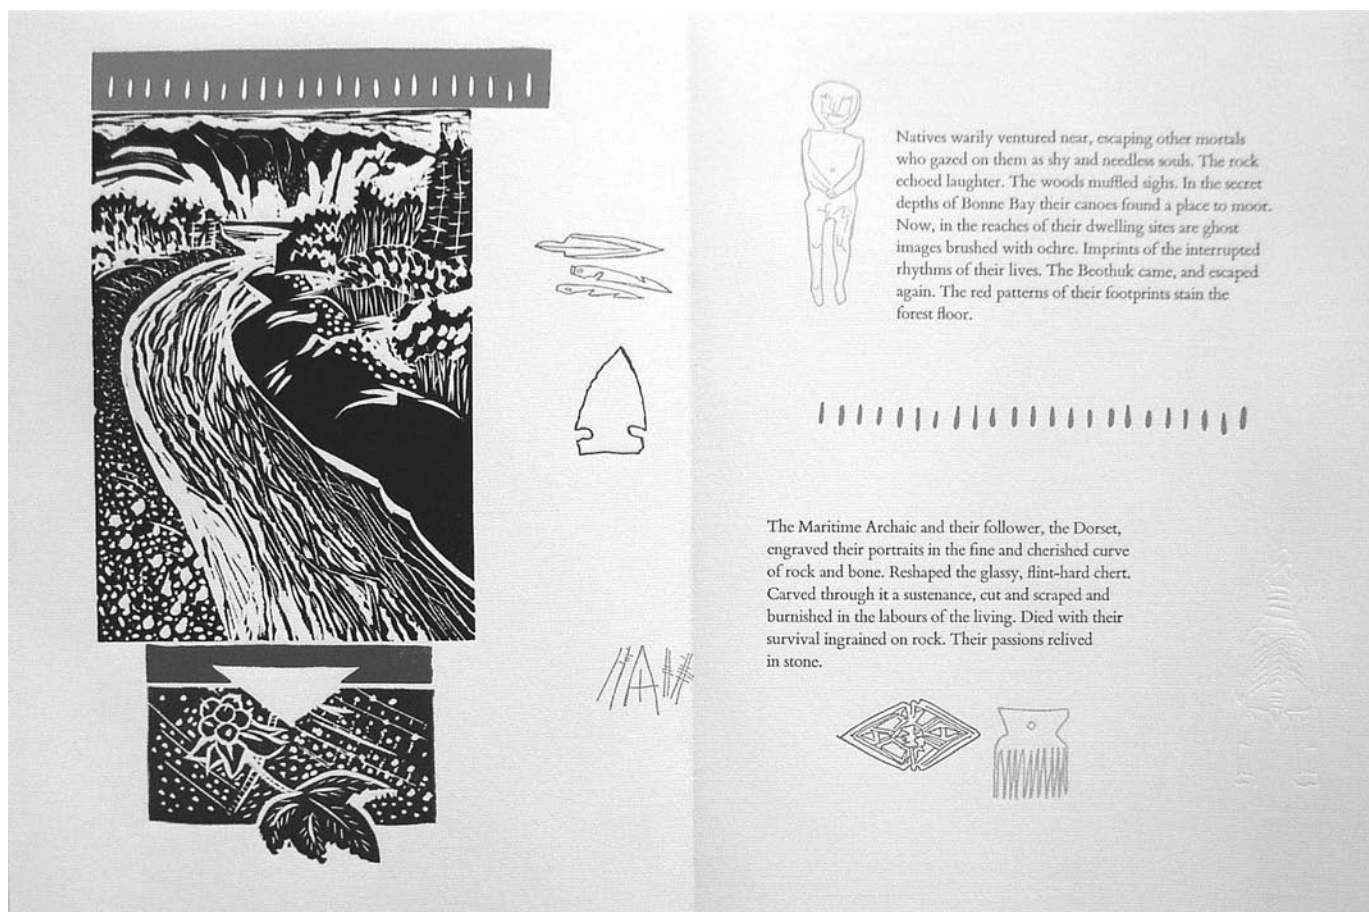 Natives warily ventured near, escaping other mortals
who gazed on them as shy and needless souls. The rock
echoed laughter. The woods muffled sighs. In the secret
depths of Bonne Bay their canoes found a place to moor.
Now, in the reaches of their dwelling sites are ghost
images brushed with ochre. Imprints of the interrupted
rhythms of their lives. The Beothuk came, and escaped
again. The red patterns of their footprints stain the
forest floor.
The Maritime Archaic and their follower, the Dorset,
engraved their portraits in the fine and cherished curve
of rock and bone. Reshaped the glassy, flint-hard chert.
Carved through it a sustenance, cut and scraped and
burnished in the labours of the living. Died with their
survival ingrained on rock. Their passions relived
in stone.